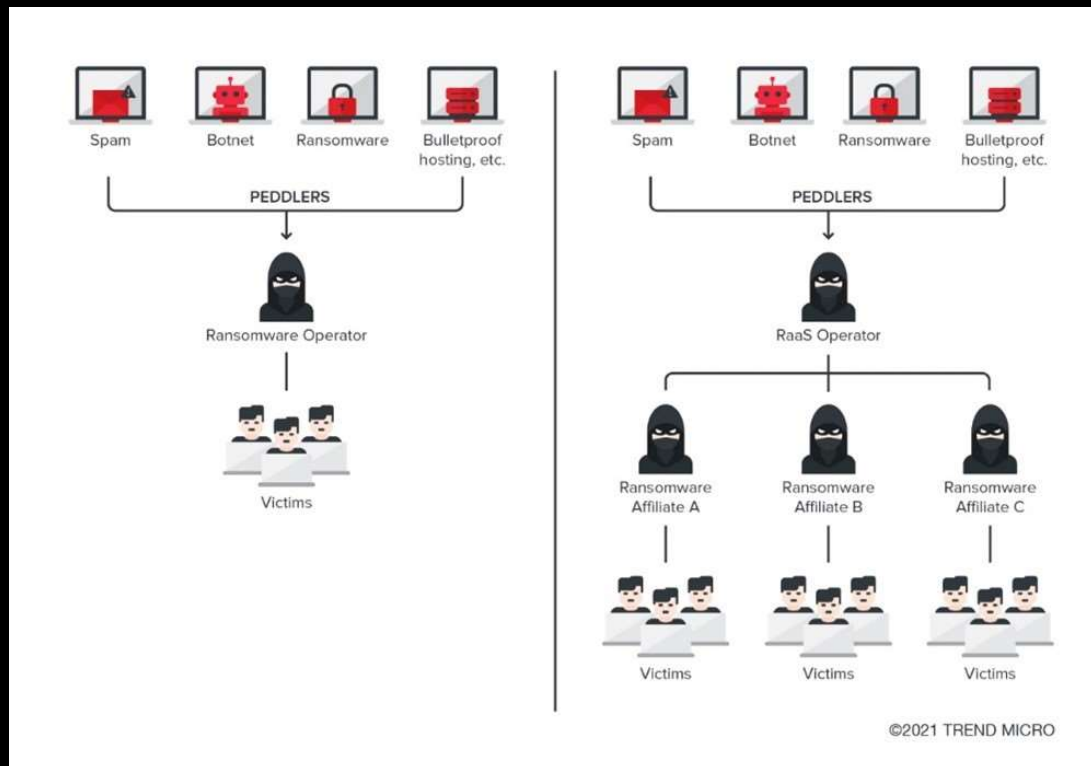 Spam
Botnet
Ransomware
Bulletproof
hosting, etc.
PEDDLERS
Ransomware Operator
Victims
Spam
Botnet
Ransomware
Bulletproof
hosting, etc.
PEDDLERS
RaaS Operator
Ransomware
Affiliate A
Ransomware
Affiliate B
Ransomware
Affiliate C
Victims
Victims
Victims
©2021 TREND MICRO